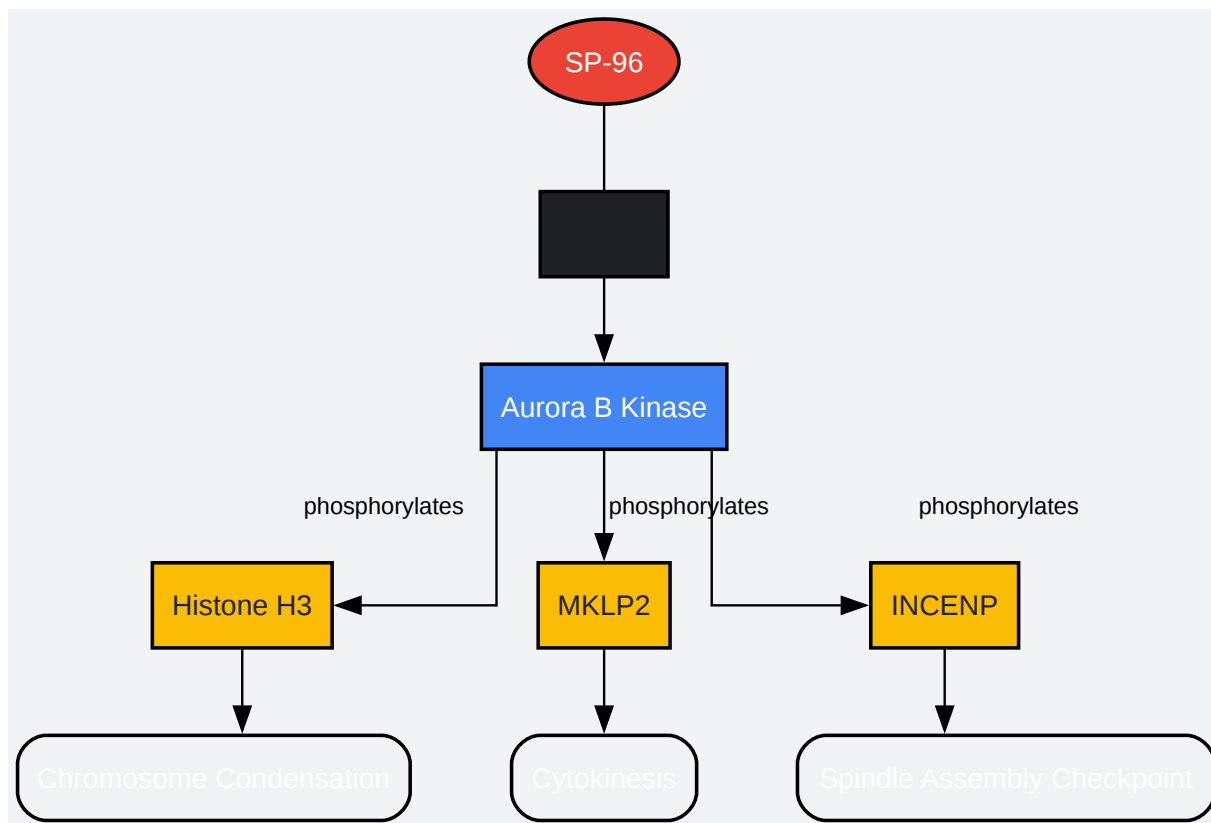 SP-96
Aurora B Kinase
phosphorylates
phosphorylates
phosphorylates
Histone H3
MKLP2
INCENP
Chromosome Condensation
Cytokinesis
Spindle Assembly Checkpoint